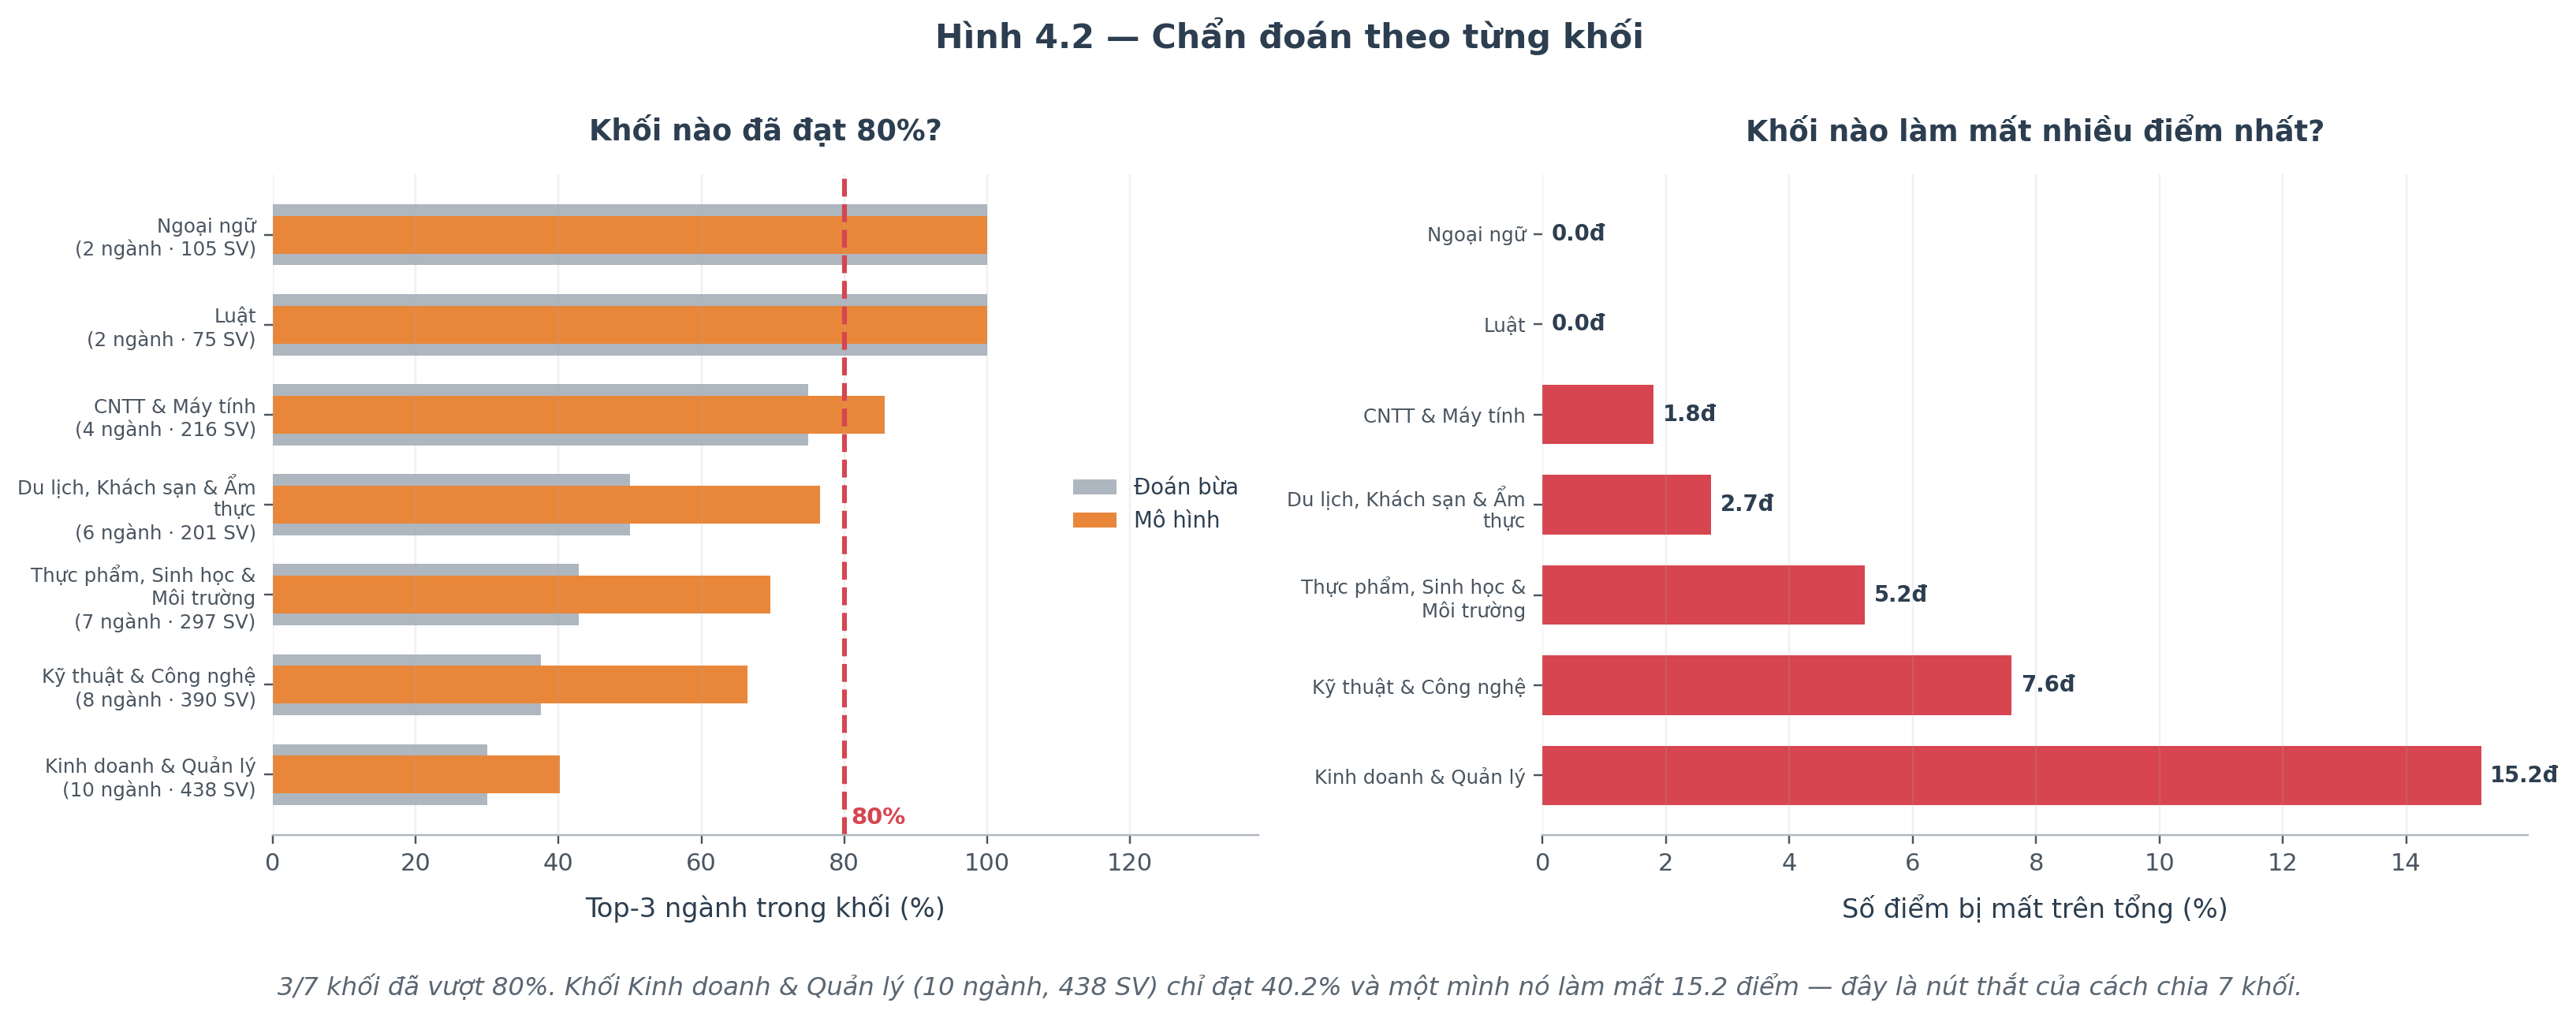 Hình 4.2 — Chẩn đoán theo từng khối
Khối nào đã đạt 80%?
Ngoại ngữ
(2 ngành · 105 SV)
Luật
(2 ngành · 75 SV)
CNTT & Máy tính
(4 ngành · 216 SV)
Du lịch, Khách sạn & Ẩm
thực
(6 ngành · 201 SV)
Thực phẩm, Sinh học &
Môi trường
(7 ngành · 297 SV)
Kỹ thuật & Công nghệ
(8 ngành · 390 SV)
Kinh doanh & Quản lý
(10 ngành · 438 SV)
80%
Đoán bừa
Mô hình
0 20 40 60 80 100 120
Top-3 ngành trong khối (%)
Khối nào làm mất nhiều điểm nhất?
Ngoại ngữ 0.0đ
Luật 0.0đ
CNTT & Máy tính 1.8đ
Du lịch, Khách sạn & Ẩm
thực
2.7đ
Thực phẩm, Sinh học &
Môi trường
5.2đ
Kỹ thuật & Công nghệ 7.6đ
Kinh doanh & Quản lý 15.2đ
0 2 4 6 8 10 12 14
Số điểm bị mất trên tổng (%)
3/7 khối đã vượt 80%. Khối Kinh doanh & Quản lý (10 ngành, 438 SV) chỉ đạt 40.2% và một mình nó làm mất 15.2 điểm — đây là nút thắt của cách chia 7 khối.